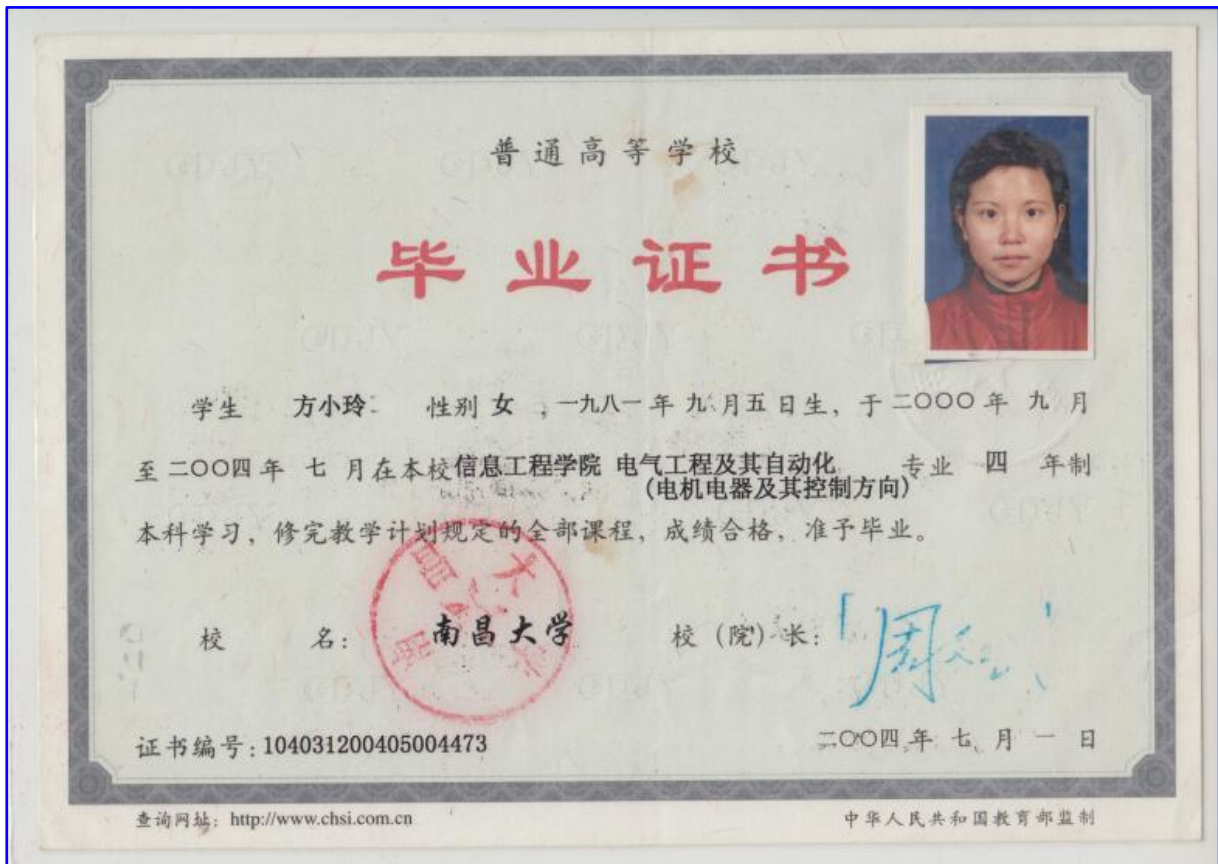 普通高等学校
毕业证书
学生 方小玲 性别 女 ,一九八一年 九 月 五 日生, 于 二〇〇〇 年 九 月
至 二〇〇四 年 七 月在本校 信息工程学院 电气工程及其自动化 专业 四 年制
(电机电器及其控制方向)
本科学习, 修完教学计划规定的全部课程, 成绩合格, 准予毕业。
校 名: 南昌大学 校 (院) 长:
证书编号: 104031200405004473 二〇〇四 年 七 月 一 日
查询网址: http://www.chsi.com.cn 中华人民共和国教育部监制